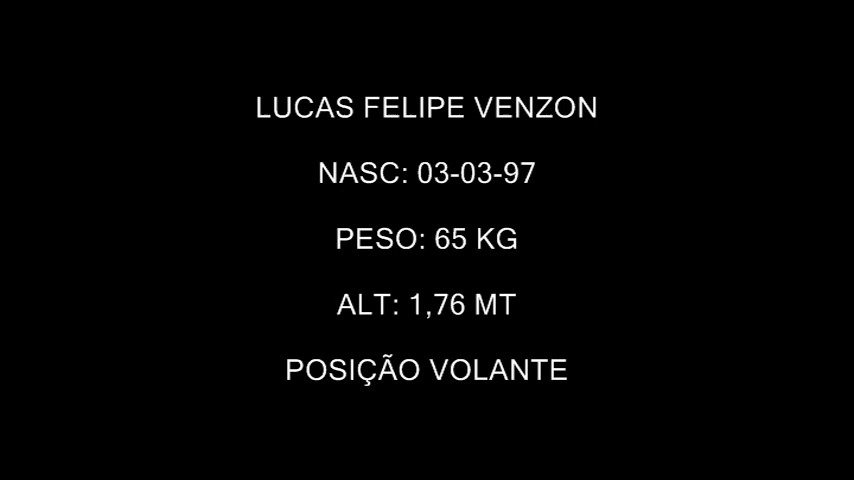 LUCAS FELIPE VENZON
NASC: 03-03-97
PESO: 65 KG
ALT: 1,76 MT
POSIÇÃO VOLANTE